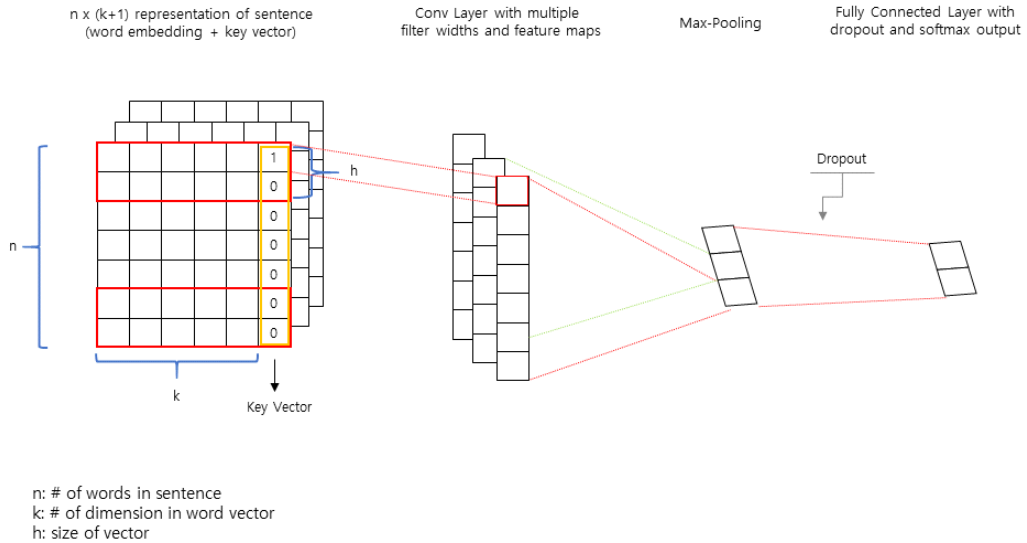 n x (k+1) representation of sentence
(word embedding + key vector)
Conv Layer with multiple
filter widths and feature maps
Max-Pooling
Fully Connected Layer with
dropout and softmax output
1
0
0
0
0
0
0
h
n
k
Key Vector
Dropout
n: # of words in sentence
k: # of dimension in word vector
h: size of vector